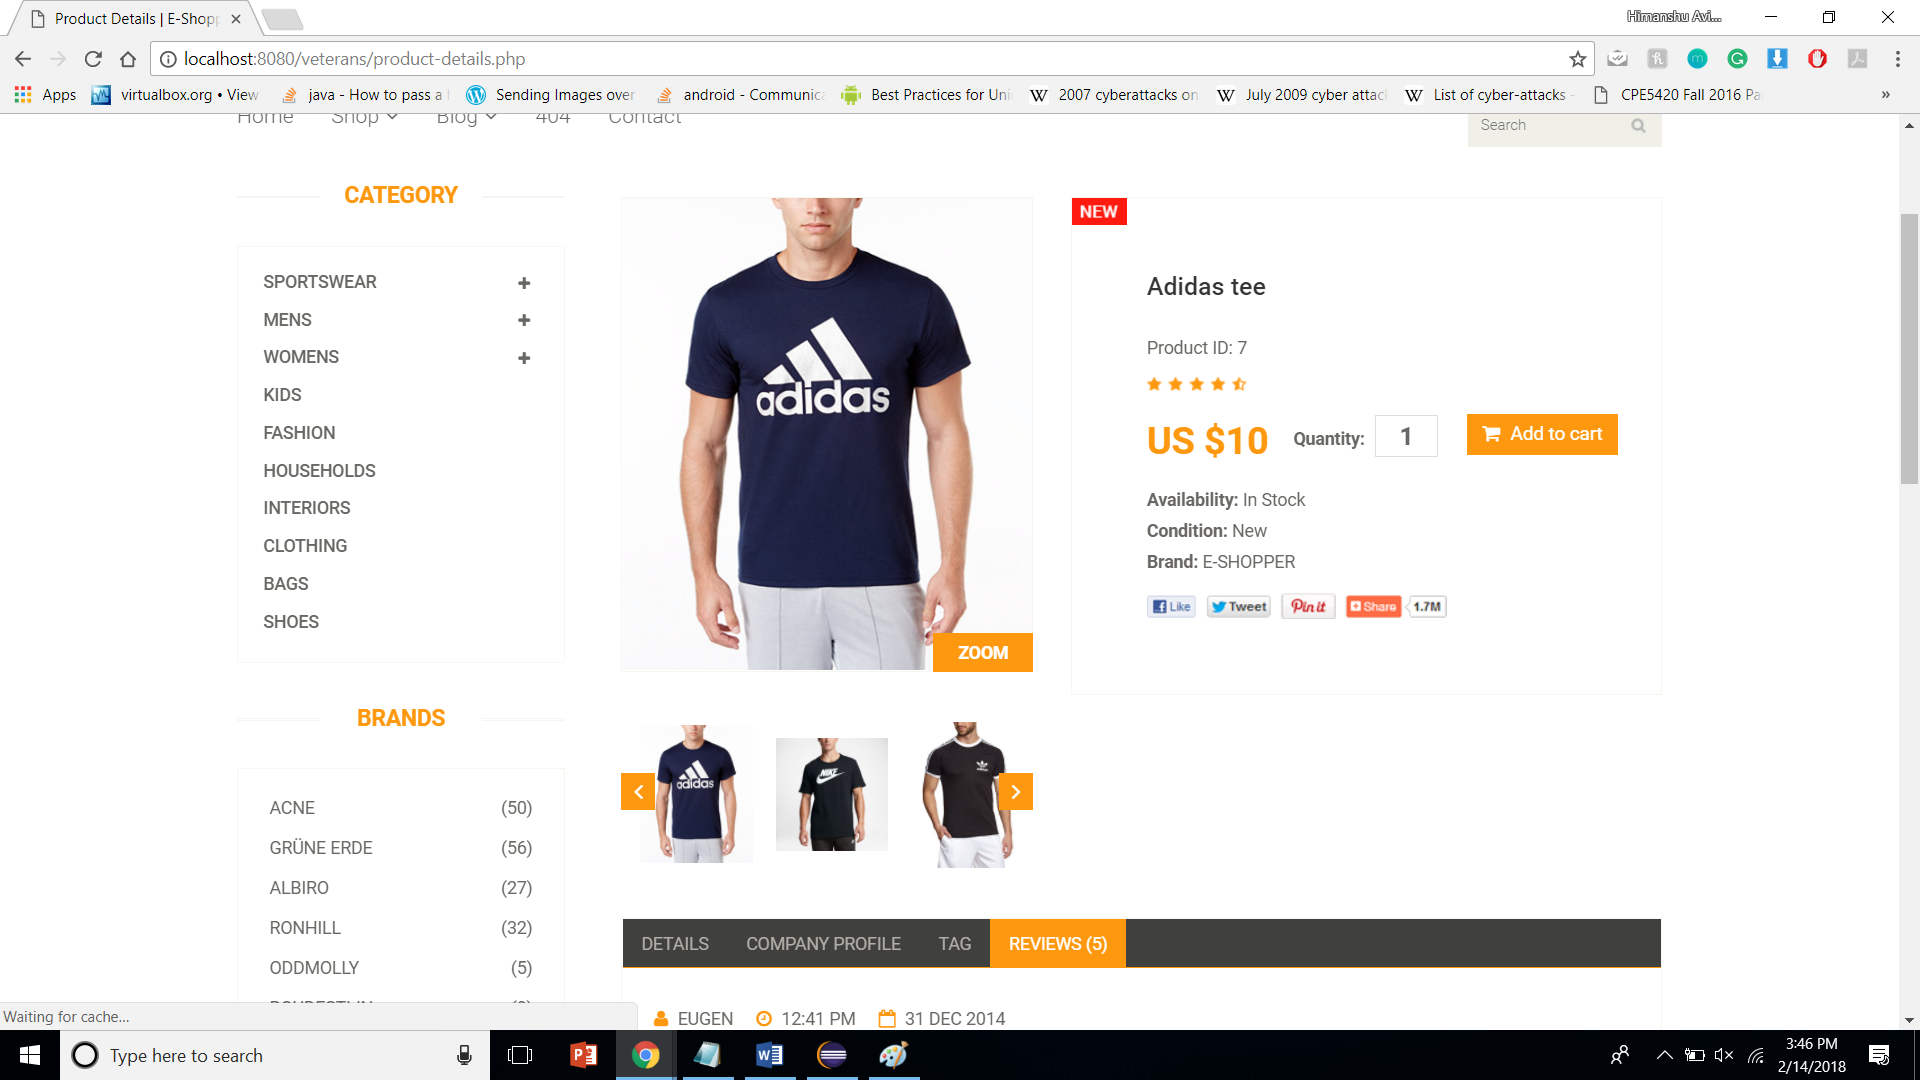 Product Details | E-Shopp
Himanshu Avi...
localhost:8080/veterans/product-details.php
Apps
virtualbox.org • View
java - How to pass a
Sending Images over
android - Communica
Best Practices for Uni
2007 cyberattacks on
July 2009 cyber attac
List of cyber-attacks -
CPE5420 Fall 2016 Pa
»
Home Shop Blog 404 Contact
Search
CATEGORY
SPORTSWEAR
MENS
WOMENS
KIDS
FASHION
HOUSEHOLDS
INTERIORS
CLOTHING
BAGS
SHOES
BRANDS
ACNE (50)
GRÜNE ERDE (56)
ALBIRO (27)
RONHILL (32)
ODDMOLLY (5)
adidas
ZOOM
adidas
NIKE
NEW
Adidas tee
Product ID: 7
US $10 Quantity: 1 Add to cart
Availability: In Stock
Condition: New
Brand: E-SHOPPER
Like Tweet Pin it Share 1.7M
DETAILS COMPANY PROFILE TAG REVIEWS (5)
EUGEN 12:41 PM 31 DEC 2014
Waiting for cache...
Type here to search
3:46 PM
2/14/2018